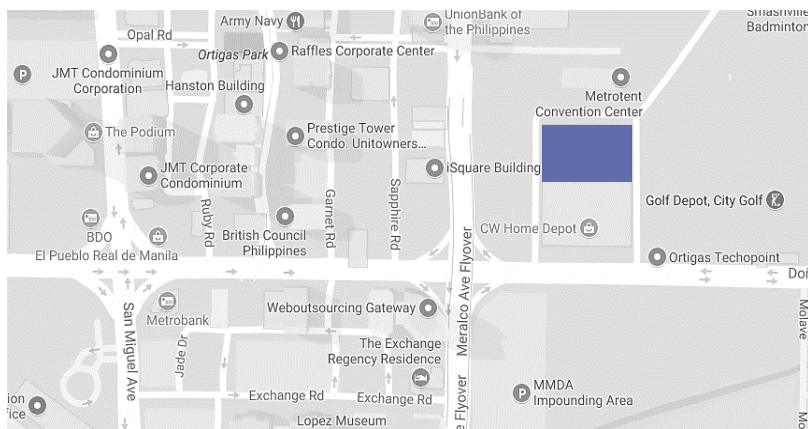 Army Navy
UnionBank of
the Philippines
Smashville
Badminton
Opal Rd
Ortigas Park
Raffles Corporate Center
JMT Condominium
Corporation
Hanston Building
Metrotent
Convention Center
P
The Podium
Prestige Tower
Condo. Unitowners...
iSquare Building
JMT Corporate
Condominium
Ruby Rd
Garnet Rd
Sapphire Rd
Golf Depot, City Golf
BDO
British Council
Philippines
CW Home Depot
El Pueblo Real de Manila
Meralco Ave Flyover
Ortigas Techopoint
Doi
Metrobank
Weboutsourcing Gateway
San Miguel Ave
Jade Dr
The Exchange
Regency Residence
Molave
e Flyover
P
MMDA
Impounding Area
Exchange Rd
Exchange Rd
ion
ffice
Lopez Museum
Mo